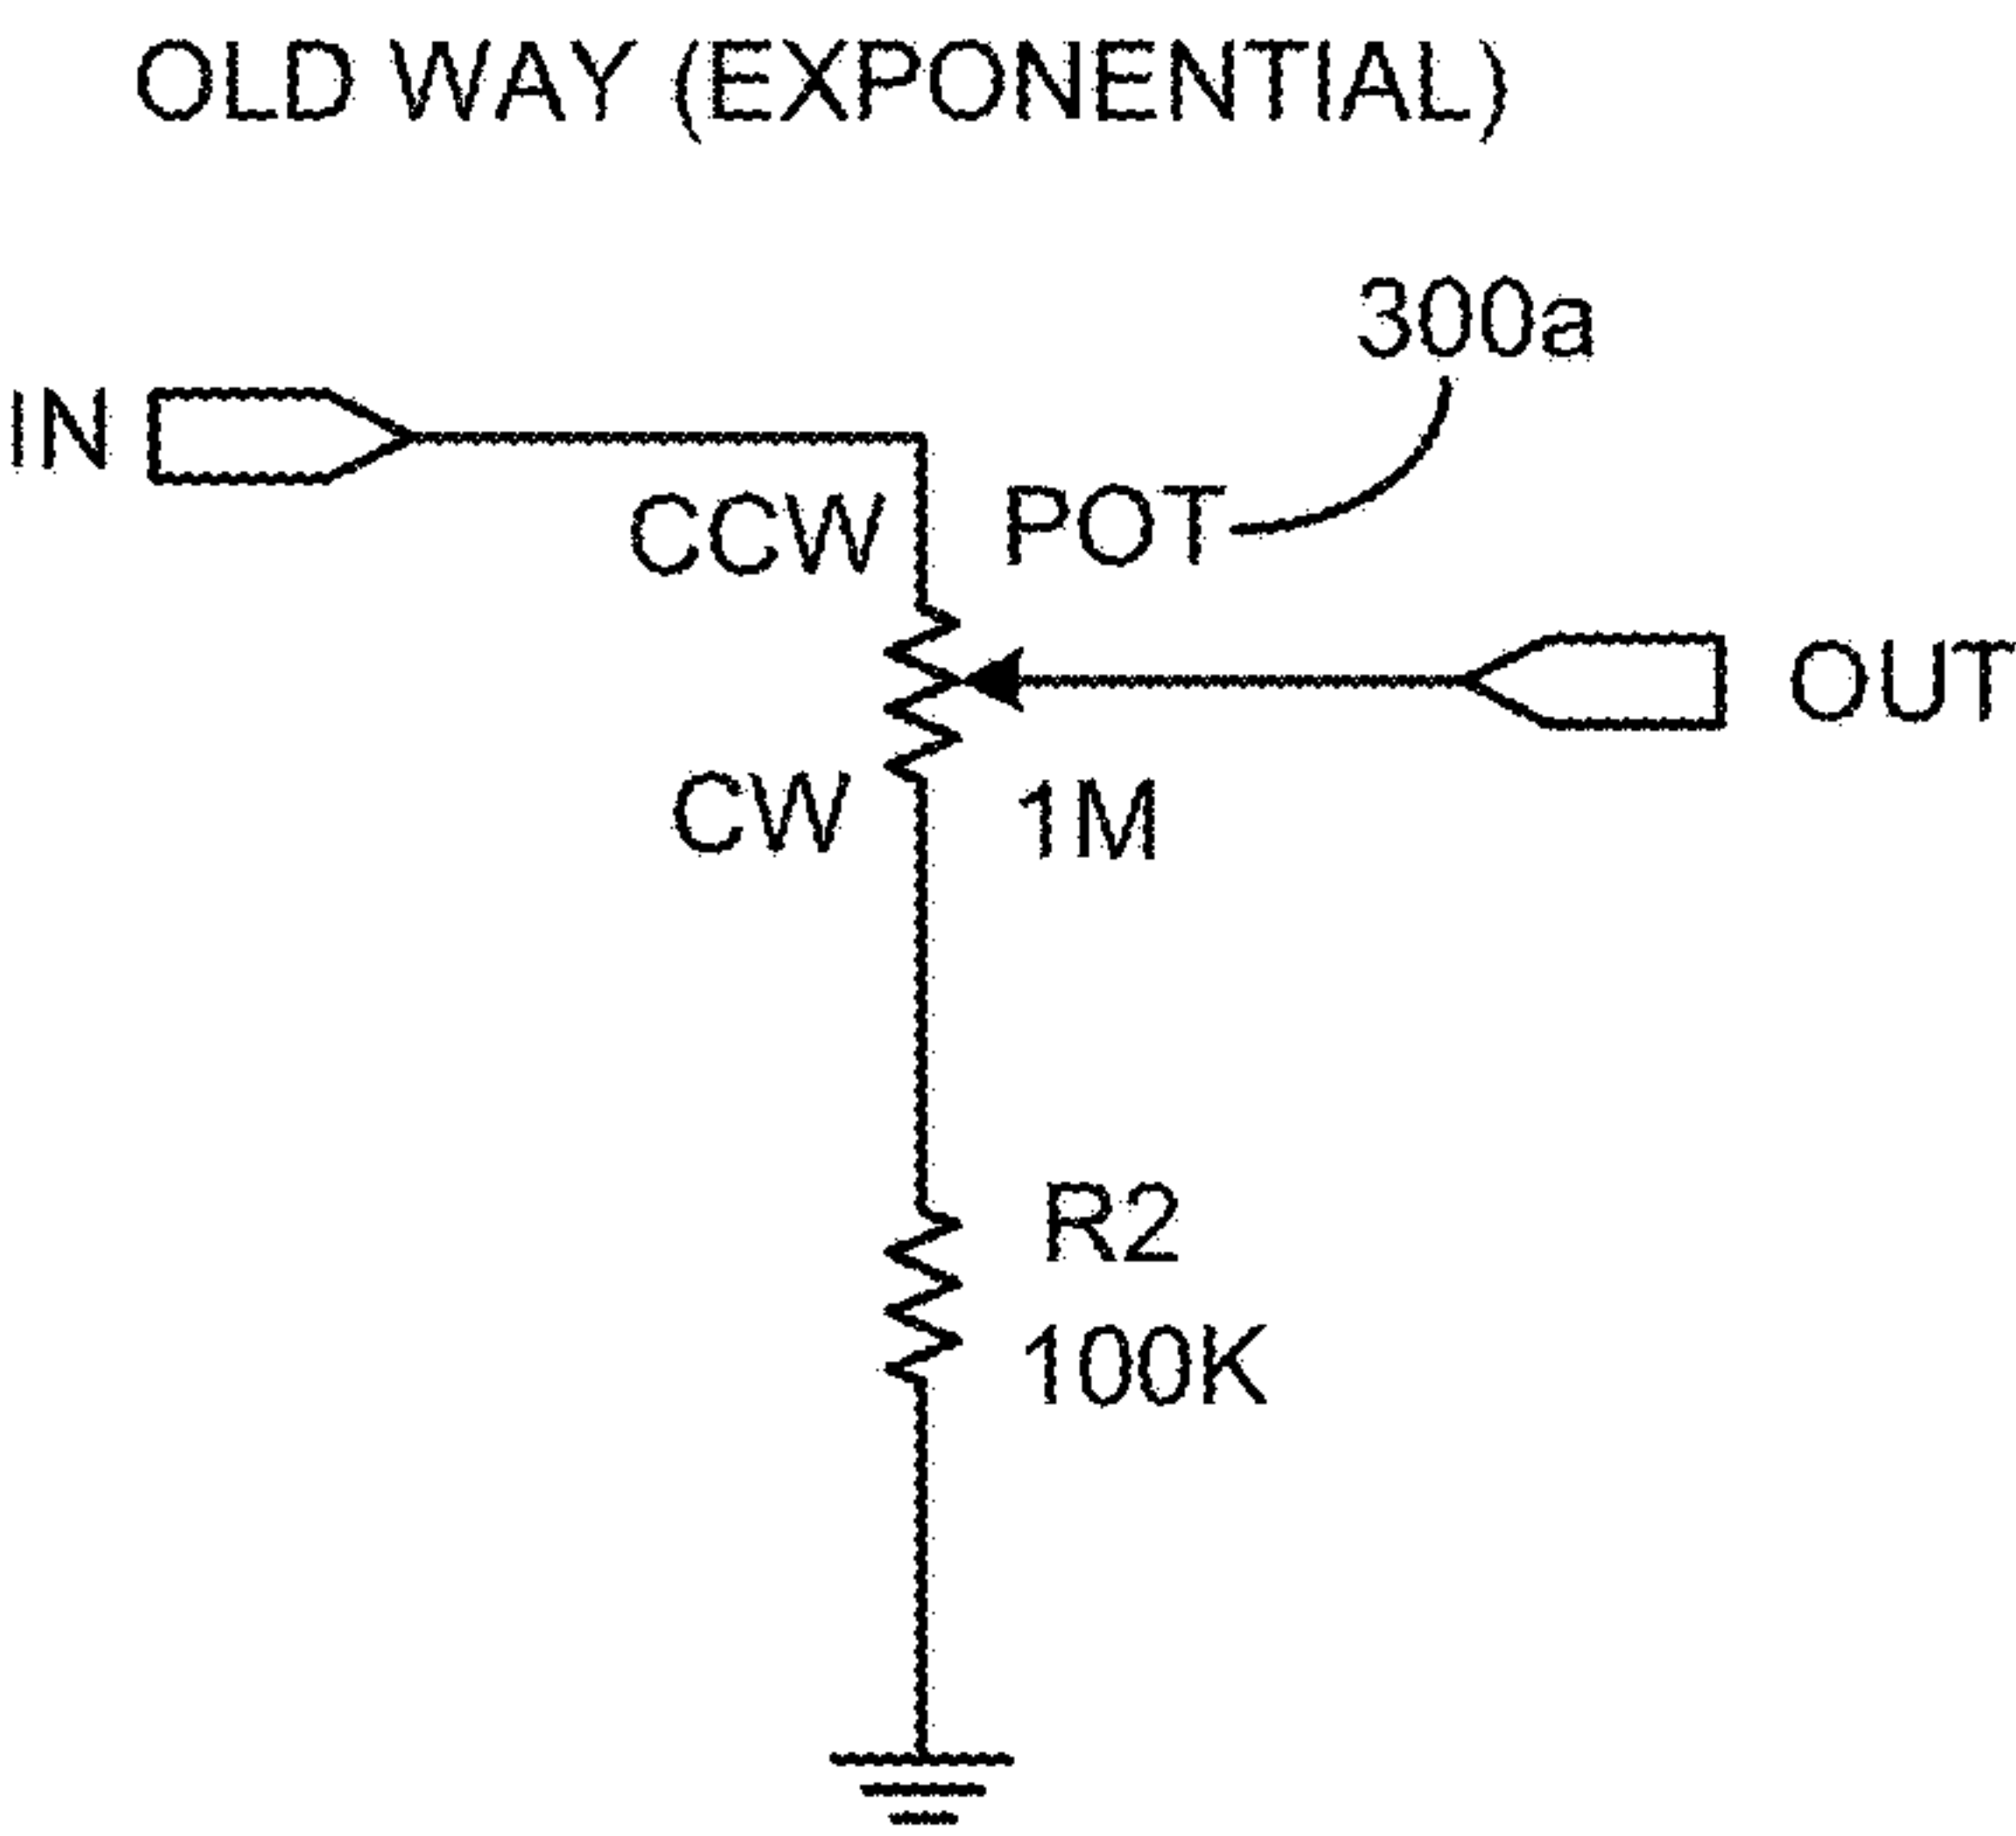 OLD WAY (EXPONENTIAL)
300a
IN
CCW
POT
OUT
CW
1M
R2
100K